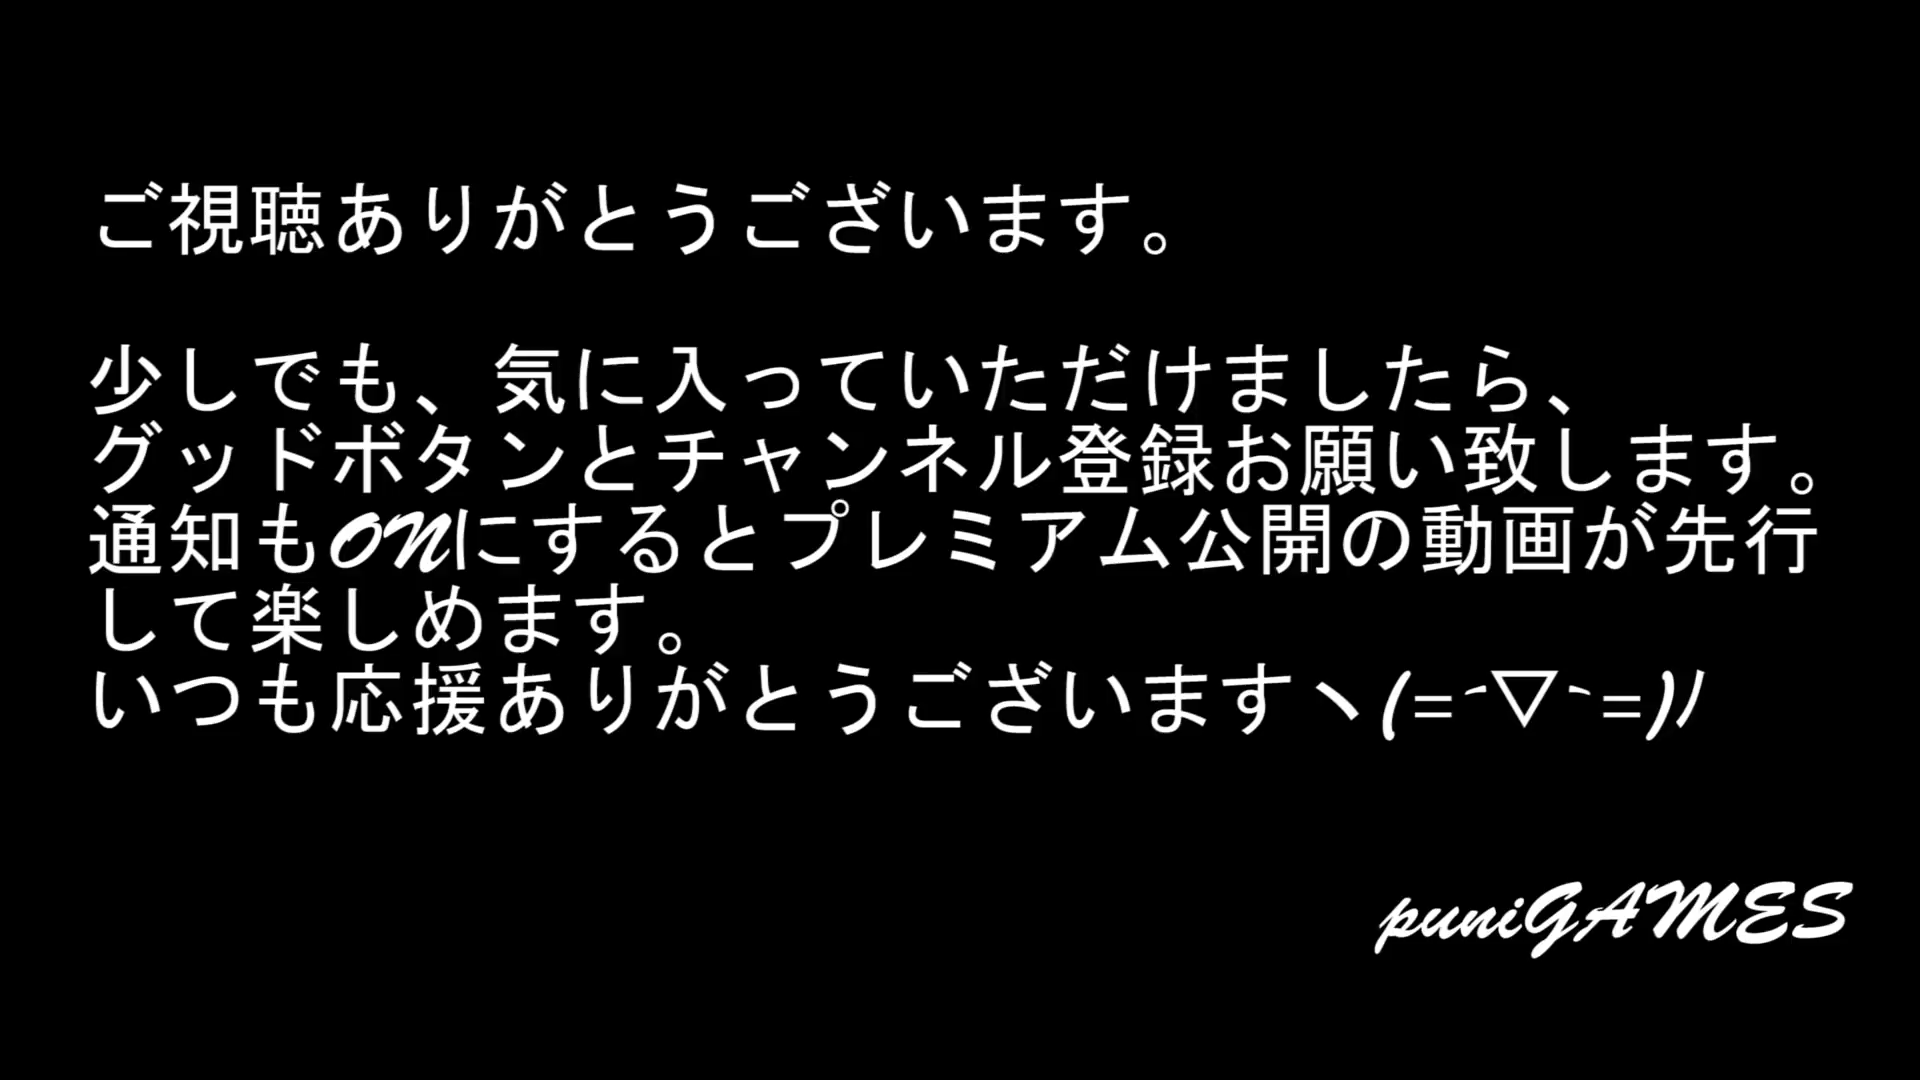 ご視聴ありがとうございます。
少しでも、気に入っていただけましたら、
グッドボタンとチャンネル登録お願い致します。
通知もONにするとプレミアム公開の動画が先行
して楽しめます。
いつも応援ありがとうございますヽ(=´▽`=)ﾉ
puniGAMES